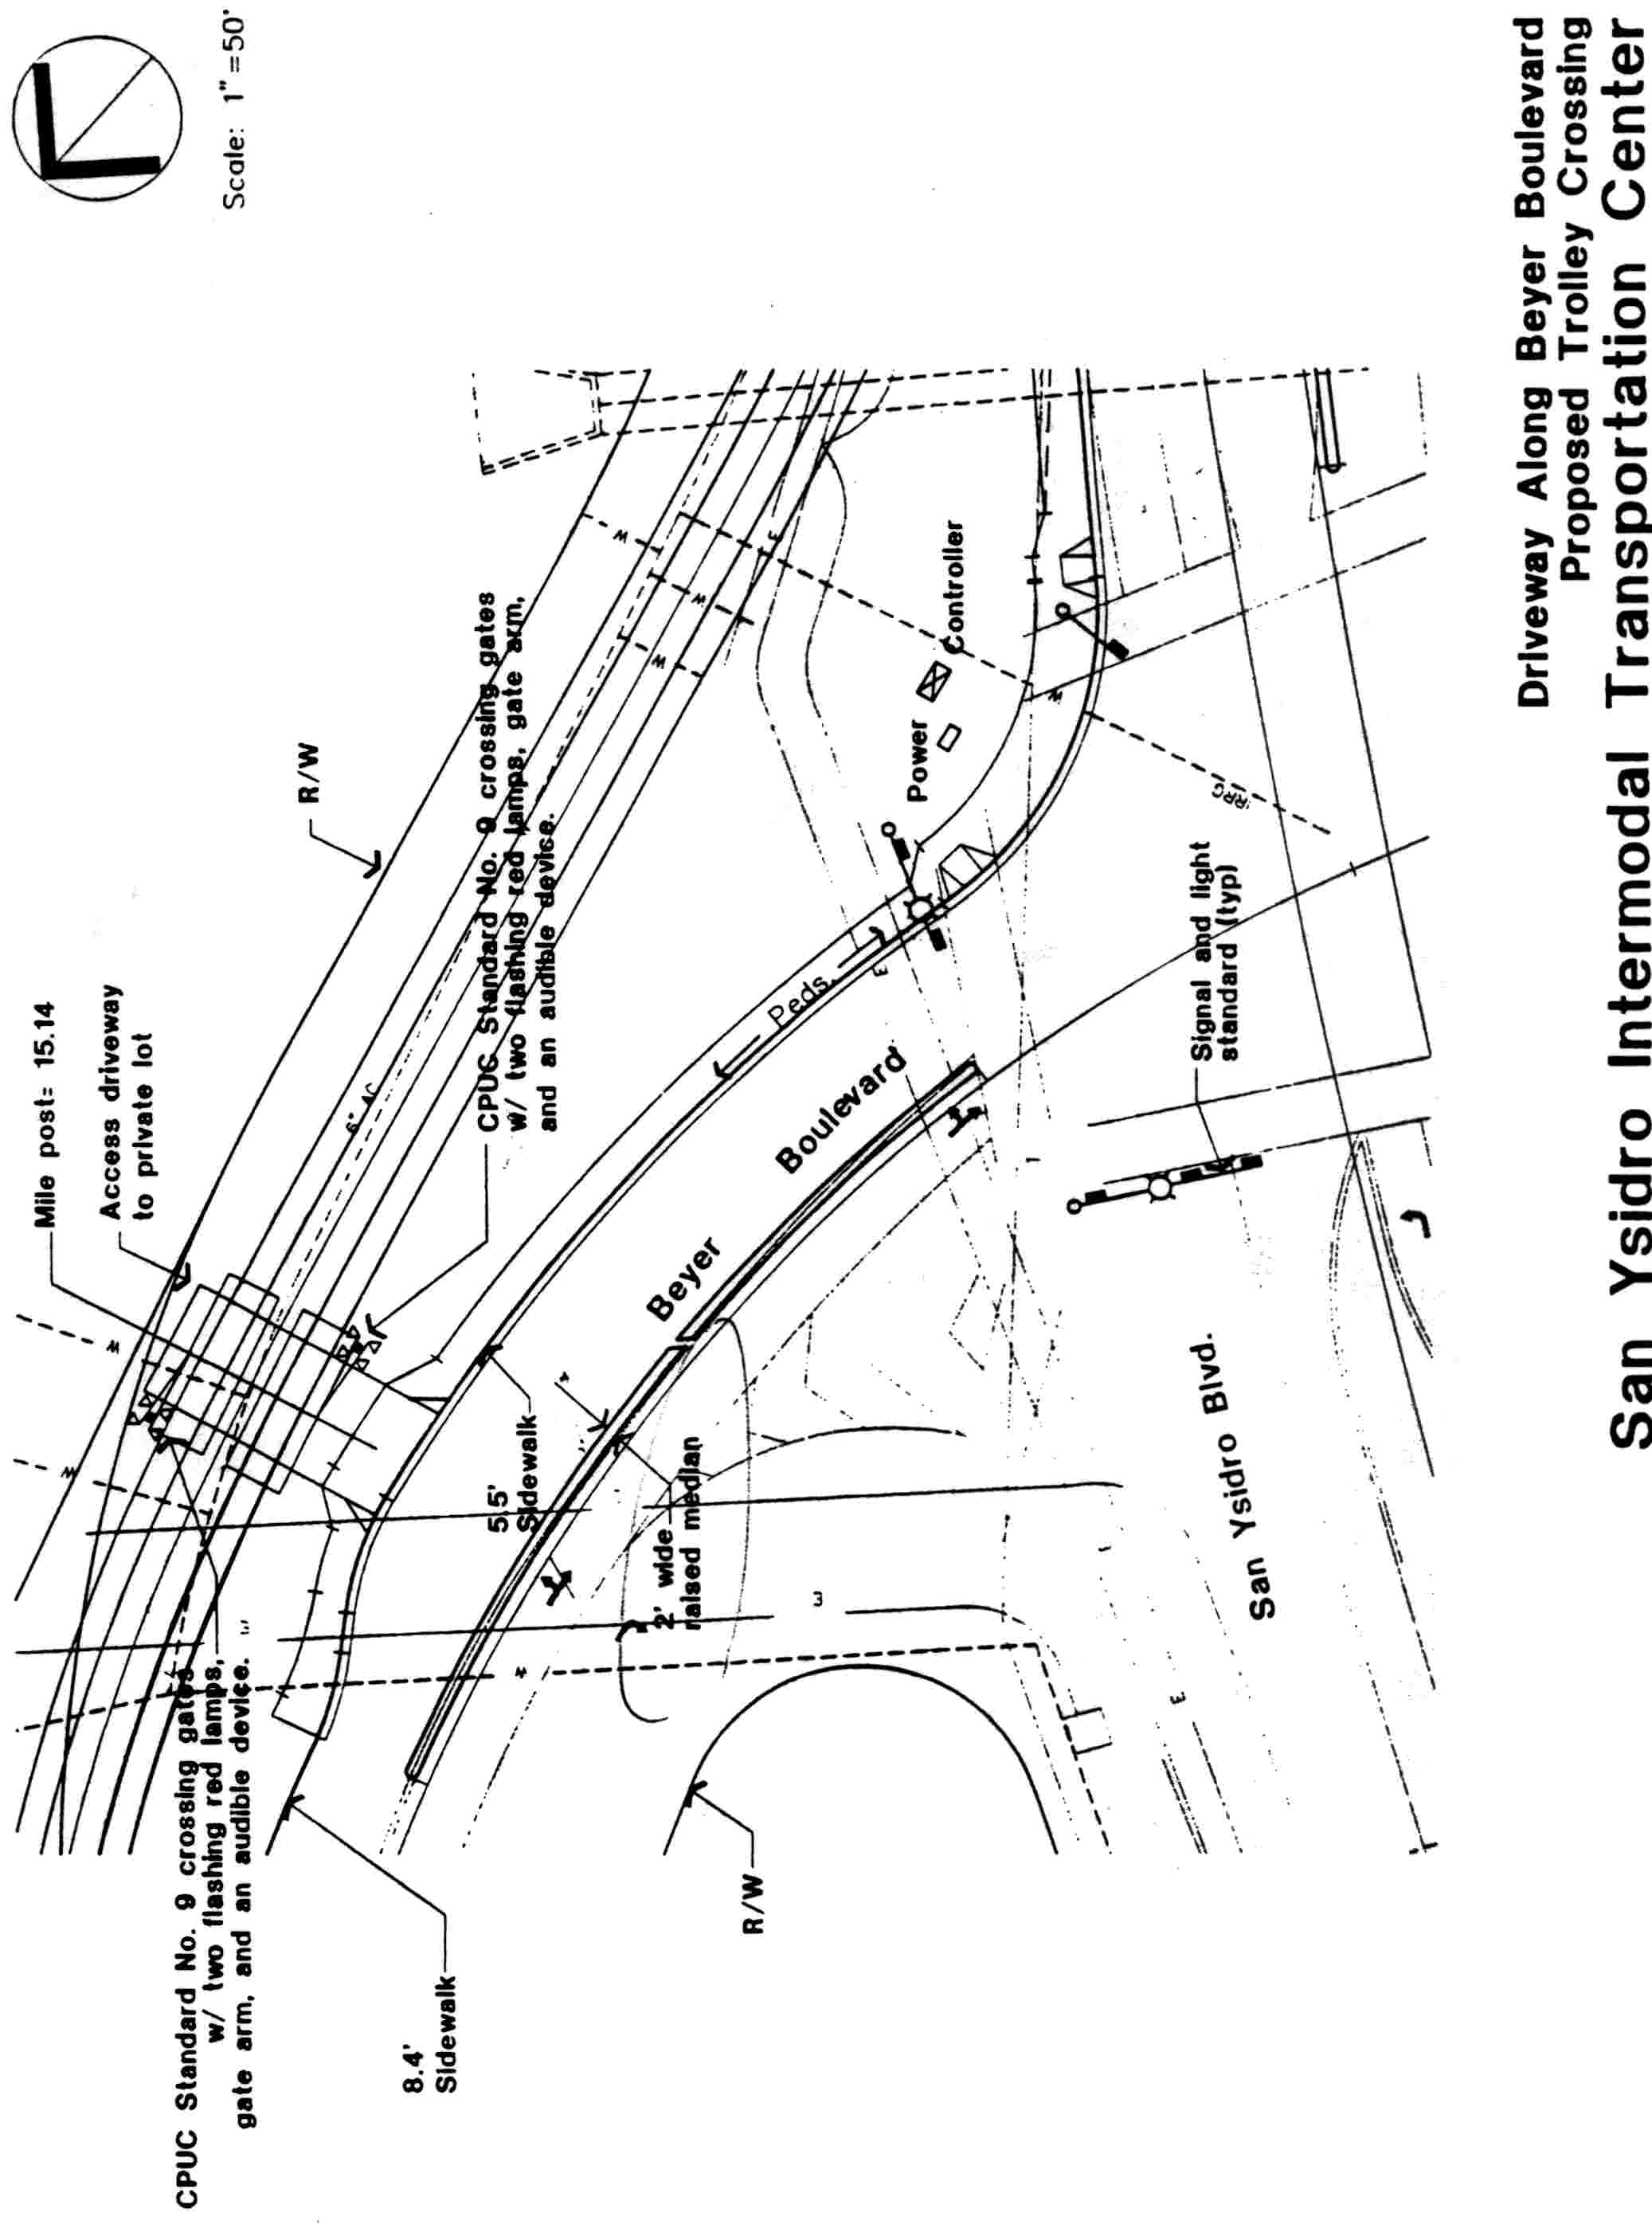 Scale: 1"=50'
Mile post= 15.14
Access driveway
to private lot
R/W
CPUC Standard No. 9 crossing gates
w/ two flashing red lamps, gate arm,
and an audible device.
6" AC
W
W
W
W
W
W
Controller
Power
Peds.
Beyer Boulevard
5.5'
Sidewalk
2' wide
raised median
Signal and light
standard (typ)
San Ysidro Blvd.
CPUC Standard No. 9 crossing gates
w/ two flashing red lamps,
gate arm, and an audible device.
8.4'
Sidewalk
R/W
Driveway Along Beyer Boulevard
Proposed Trolley Crossing
San Ysidro Intermodal Transportation Center